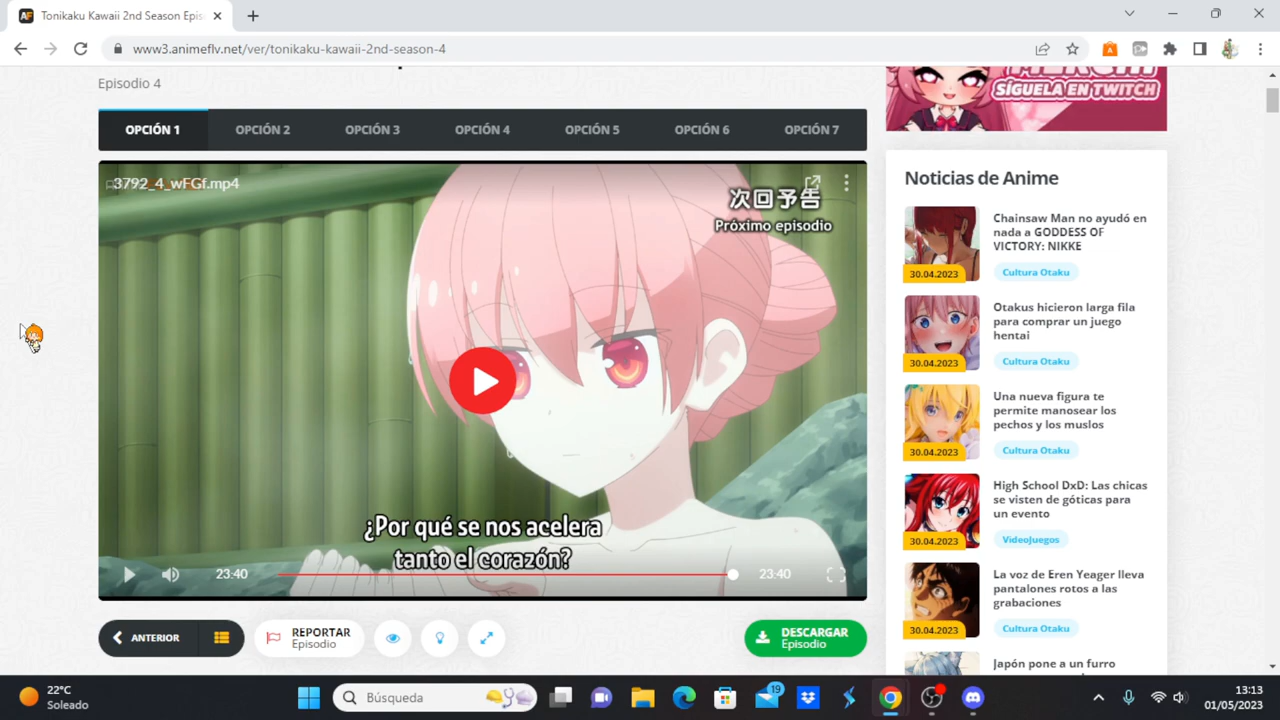 Tonikaku Kawaii 2nd Season Epis
www3.animeflv.net/ver/tonikaku-kawaii-2nd-season-4
Episodio 4
SÍGUELA EN TWITCH
OPCIÓN 1
OPCIÓN 2
OPCIÓN 3
OPCIÓN 4
OPCIÓN 5
OPCIÓN 6
OPCIÓN 7
3792_4_wFGf.mp4
次回予告
Próximo episodio
¿Por qué se nos acelera
tanto el corazón?
23:40
23:40
ANTERIOR
REPORTAR
Episodio
DESCARGAR
Episodio
Noticias de Anime
Chainsaw Man no ayudó en
nada a GODDESS OF
VICTORY: NIKKE
30.04.2023
Cultura Otaku
Otakus hicieron larga fila
para comprar un juego
hentai
30.04.2023
Cultura Otaku
Una nueva figura te
permite manosear los
pechos y los muslos
30.04.2023
Cultura Otaku
High School DxD: Las chicas
se visten de góticas para
un evento
30.04.2023
VideoJuegos
La voz de Eren Yeager lleva
pantalones rotos a las
grabaciones
30.04.2023
Cultura Otaku
Japón pone a un furro
22°C
Soleado
Búsqueda
19
13:13
01/05/2023